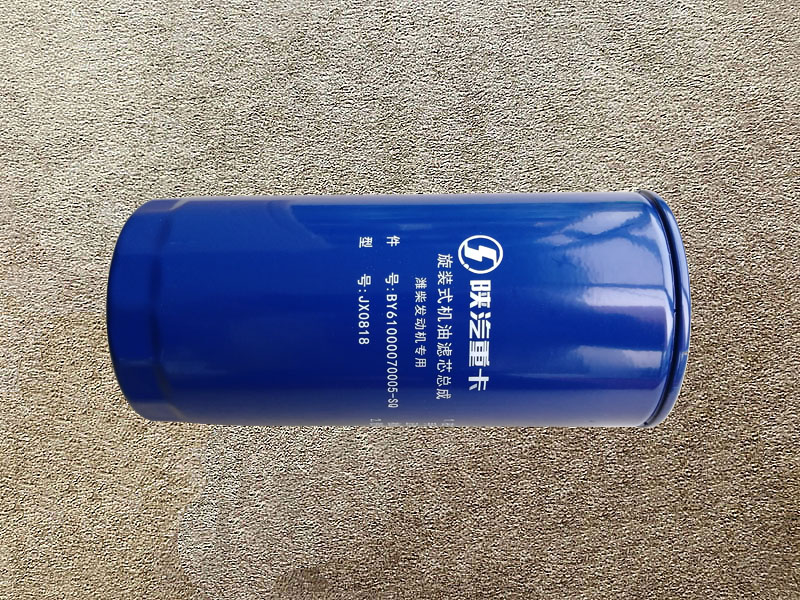 陕汽重卡
旋装式机油滤芯总成
潍柴发动机专用
件 号:BY61000070005-SQ
型 号:JX0818